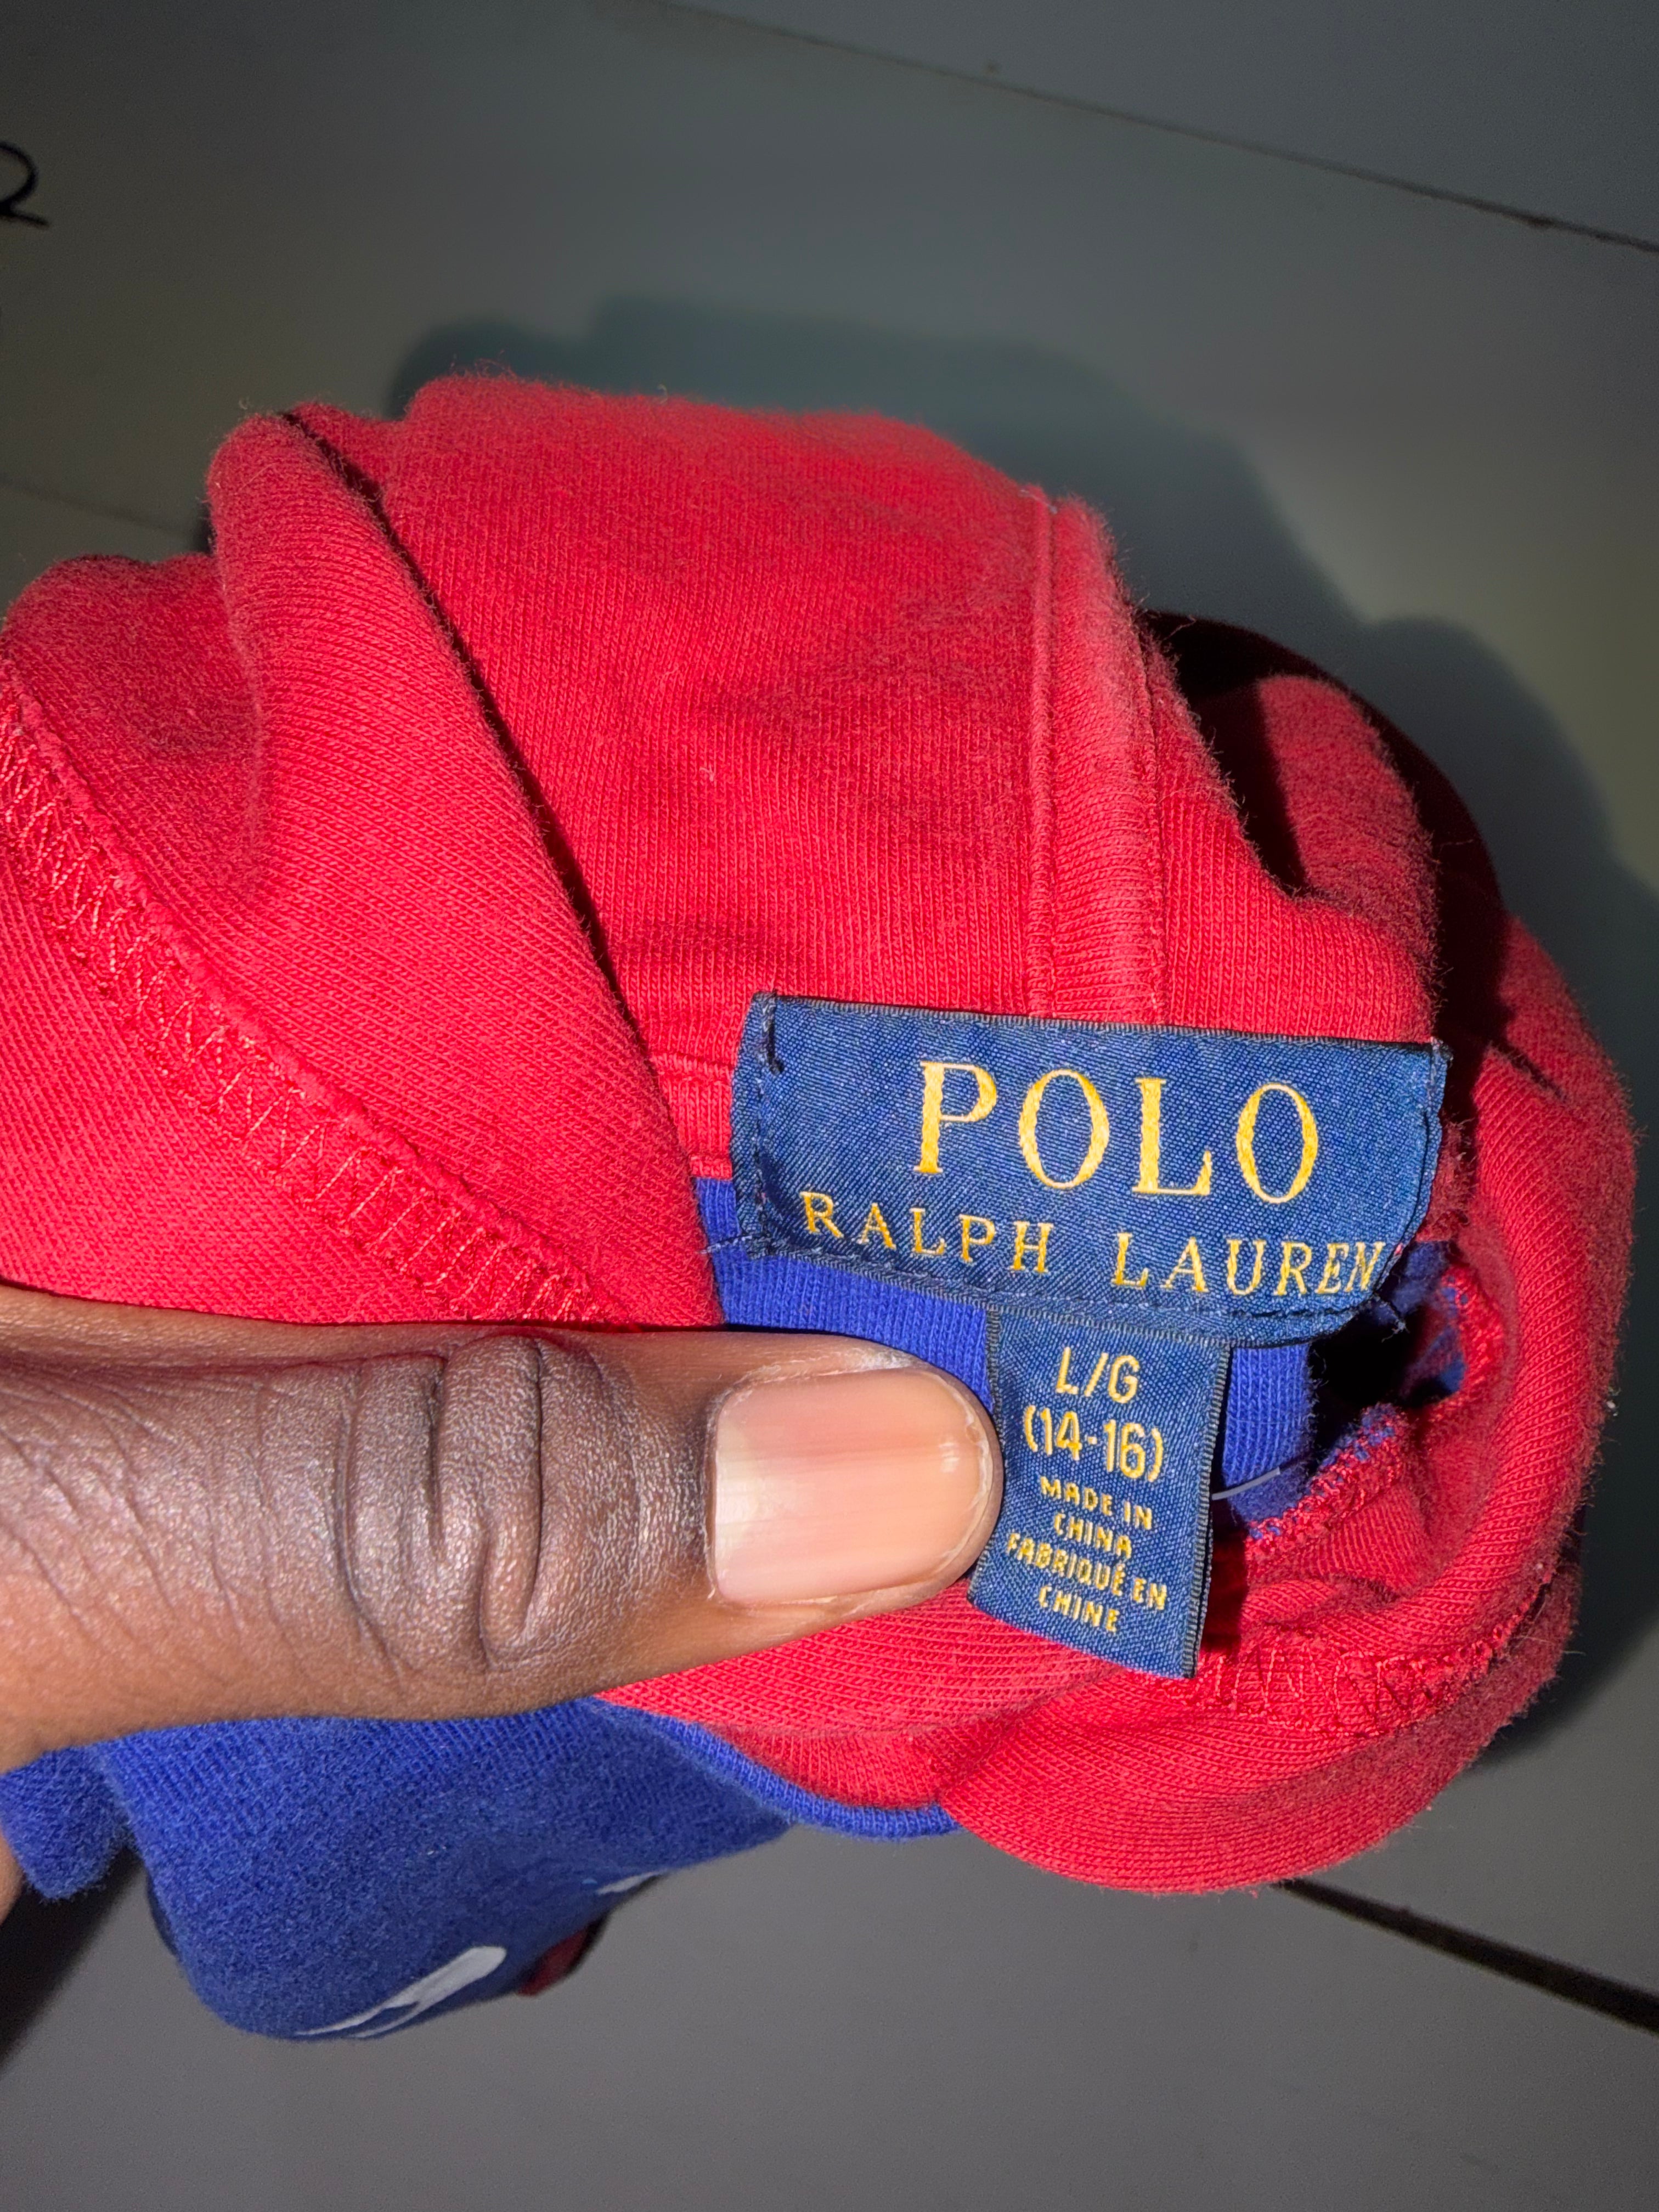 POLO
RALPH LAUREN
L/G
(14-16)
MADE IN
CHINA
FABRIQUÉ EN
CHINE